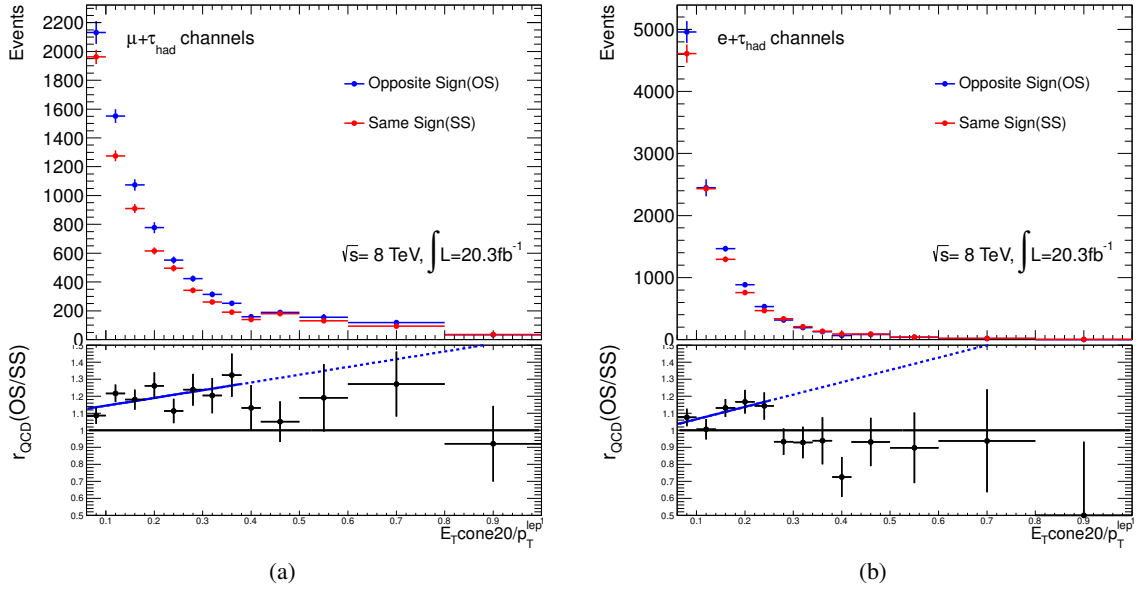 Events
2200
2000
1800
1600
1400
1200
1000
800
600
400
200
0
μ+τhad channels
Opposite Sign(OS)
Same Sign(SS)
√s= 8 TeV, ∫L=20.3fb-1
rQCD(OS/SS)
1.5
1.4
1.3
1.2
1.1
1
0.9
0.8
0.7
0.6
0.5
0.1 0.2 0.3 0.4 0.5 0.6 0.7 0.8 0.9 1
ETcone20/pTlep
(a)
Events
5000
4000
3000
2000
1000
0
e+τhad channels
Opposite Sign(OS)
Same Sign(SS)
√s= 8 TeV, ∫L=20.3fb-1
rQCD(OS/SS)
1.5
1.4
1.3
1.2
1.1
1
0.9
0.8
0.7
0.6
0.5
0.1 0.2 0.3 0.4 0.5 0.6 0.7 0.8 0.9 1
ETcone20/pTlep
(b)